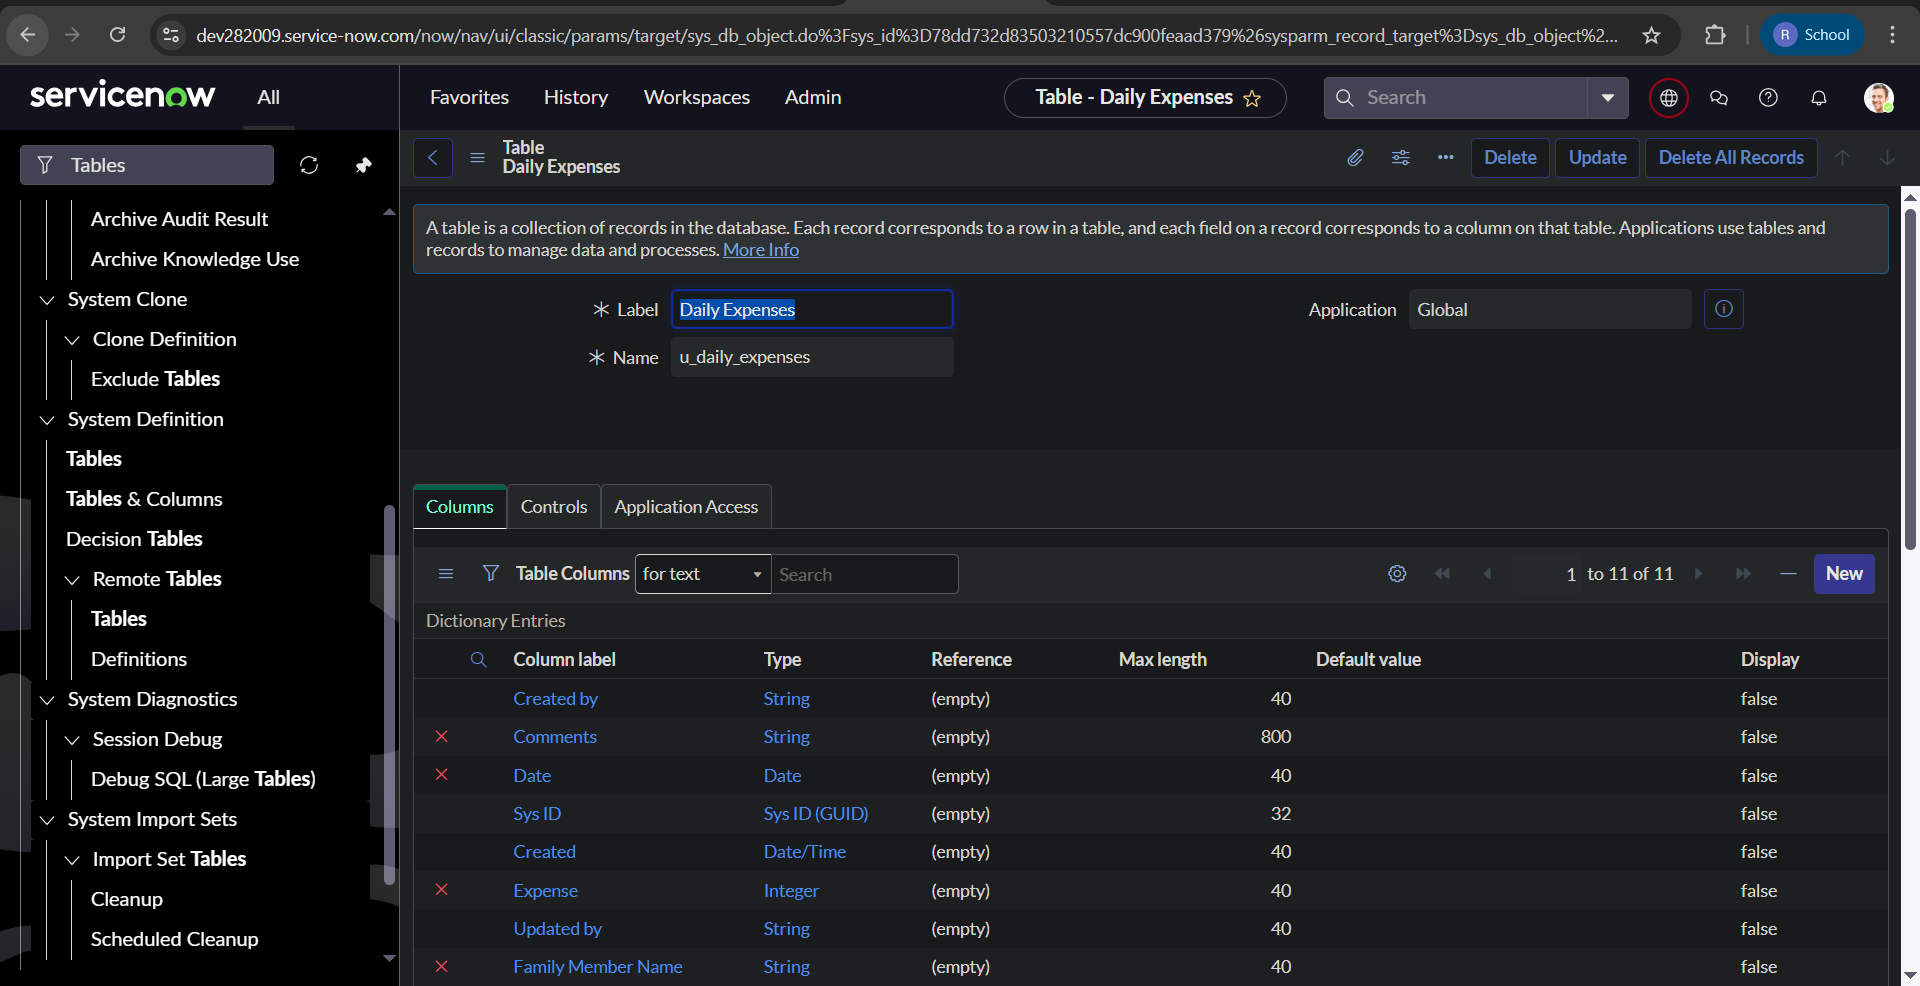 dev282009.service-now.com/now/nav/ui/classic/params/target/sys_db_object.do%3Fsys_id%3D78dd732d83503210557dc900feaad379%26sysparm_record_target%3Dsys_db_object%2...
R School
servicenow All Favorites History Workspaces Admin Table - Daily Expenses Search
Tables
Archive Audit Result
Archive Knowledge Use
System Clone
Clone Definition
Exclude Tables
System Definition
Tables
Tables & Columns
Decision Tables
Remote Tables
Tables
Definitions
System Diagnostics
Session Debug
Debug SQL (Large Tables)
System Import Sets
Import Set Tables
Cleanup
Scheduled Cleanup
Table
Daily Expenses
Delete Update Delete All Records
A table is a collection of records in the database. Each record corresponds to a row in a table, and each field on a record corresponds to a column on that table. Applications use tables and
records to manage data and processes. More Info
Label Daily Expenses Application Global
Name u_daily_expenses
Columns Controls Application Access
Table Columns for text Search 1 to 11 of 11 New
Dictionary Entries
Column label Type Reference Max length Default value Display
Created by String (empty) 40 false
Comments String (empty) 800 false
Date Date (empty) 40 false
Sys ID Sys ID (GUID) (empty) 32 false
Created Date/Time (empty) 40 false
Expense Integer (empty) 40 false
Updated by String (empty) 40 false
Family Member Name String (empty) 40 false